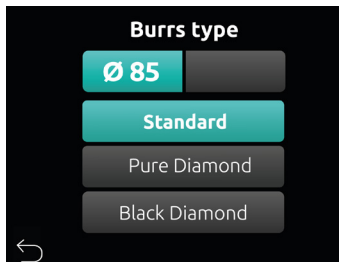 Burrs type
Ø 85
Standard
Pure Diamond
Black Diamond